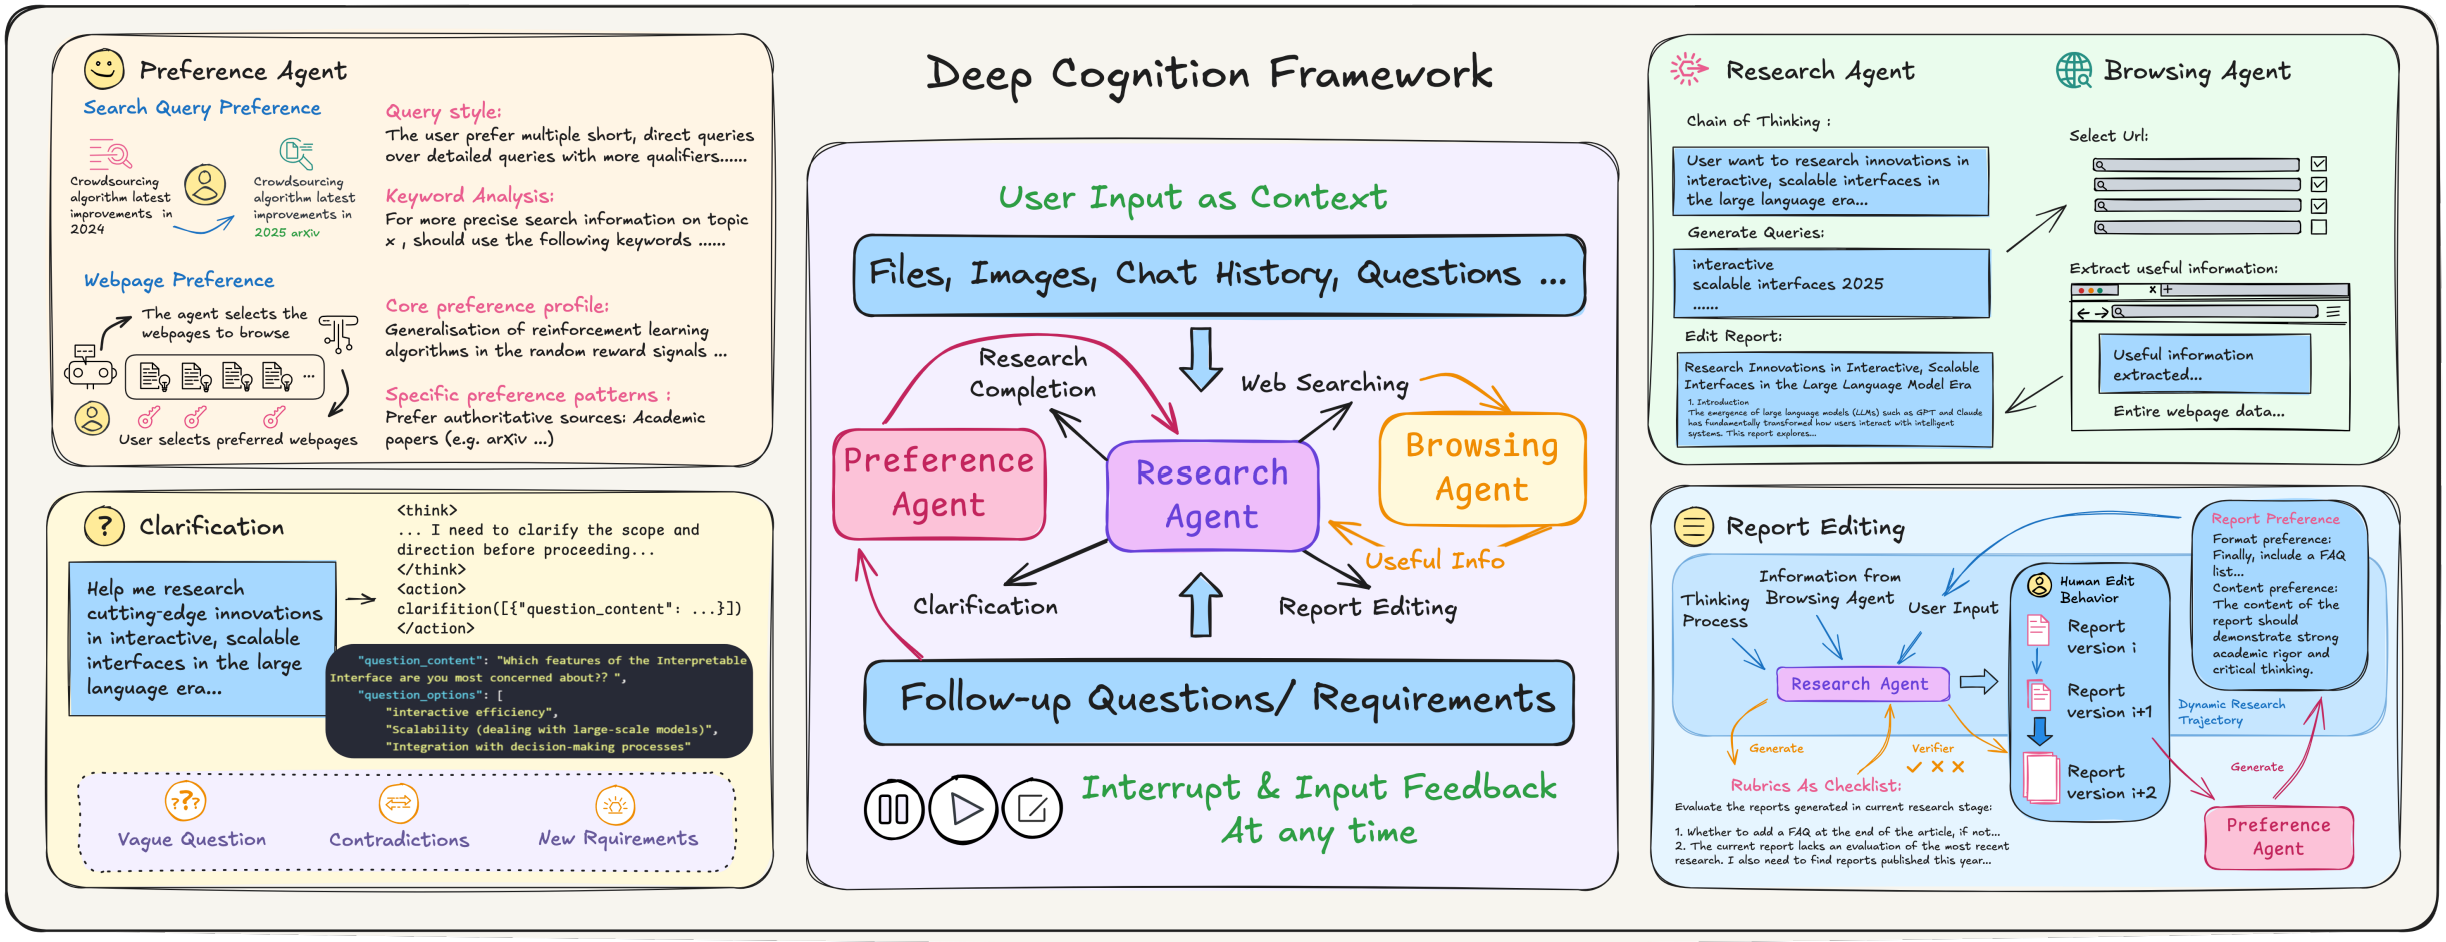 Deep Cognition Framework
Preference Agent
Search Query Preference
Crowdsourcing
algorithm latest
improvements in
2024
Crowdsourcing
algorithm latest
improvements in
2025 arXiv
Query style:
The user prefer multiple short, direct queries
over detailed queries with more qualifiers......
Keyword Analysis:
For more precise search information on topic
x , should use the following keywords ......
Webpage Preference
The agent selects the
webpages to browse
...
User selects preferred webpages
Core preference profile:
Generalisation of reinforcement learning
algorithms in the random reward signals ...
Specific preference patterns :
Prefer authoritative sources: Academic
papers (e.g. arXiv ...)
? Clarification
Help me research
cutting-edge innovations
in interactive, scalable
interfaces in the large
language era...
<think>
... I need to clarify the scope and
direction before proceeding...
</think>
<action>
clarifition([{"question_content": ...}])
</action>
"question_content": "Which features of the Interpretable
Interface are you most concerned about?? ",
"question_options": [
"interactive efficiency",
"Scalability (dealing with large-scale models)",
"Integration with decision-making processes"
???
Vague Question
Contradictions
New Rquirements
User Input as Context
Files, Images, Chat History, Questions ...
Research
Completion
Web Searching
Preference
Agent
Research
Agent
Browsing
Agent
Useful Info
Clarification
Report Editing
Follow-up Questions/ Requirements
Interrupt & Input Feedback
At any time
Research Agent
Chain of Thinking :
User want to research innovations in
interactive, scalable interfaces in
the large language era...
Generate Queries:
interactive
scalable interfaces 2025
......
Edit Report:
Research Innovations in Interactive, Scalable
Interfaces in the Large Language Model Era
1. Introduction
The emergence of large language models (LLMs) such as GPT and Claude
has fundamentally transformed how users interact with intelligent
systems. This report explores...
Browsing Agent
Select Url:
Extract useful information:
x +
Useful information
extracted...
Entire webpage data...
Report Editing
Thinking
Process
Information from
Browsing Agent
User Input
Research Agent
Generate
Verifier
Rubrics As Checklist:
Evaluate the reports generated in current research stage:
1. Whether to add a FAQ at the end of the article, if not...
2. The current report lacks an evaluation of the most recent
research. I also need to find reports published this year...
Human Edit
Behavior
Report
version i
Report
version i+1
Report
version i+2
Report Preference
Format preference:
Finally, include a FAQ
list...
Content preference:
The content of the
report should
demonstrate strong
academic rigor and
critical thinking.
Dynamic Research
Trajectory
Generate
Preference
Agent